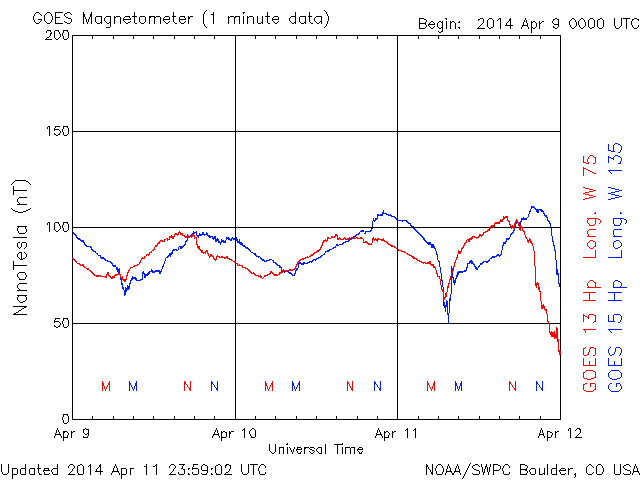 GOES Magnetometer (1 minute data)
Begin: 2014 Apr 9 0000 UTC
200
150
100
50
0
NanoTesla (nT)
M M N N M M N N M M N N
Apr 9 Apr 10 Apr 11 Apr 12
Universal Time
GOES 13 Hp Long. W 75
GOES 15 Hp Long. W 135
Updated 2014 Apr 11 23:59:02 UTC
NOAA/SWPC Boulder, CO USA